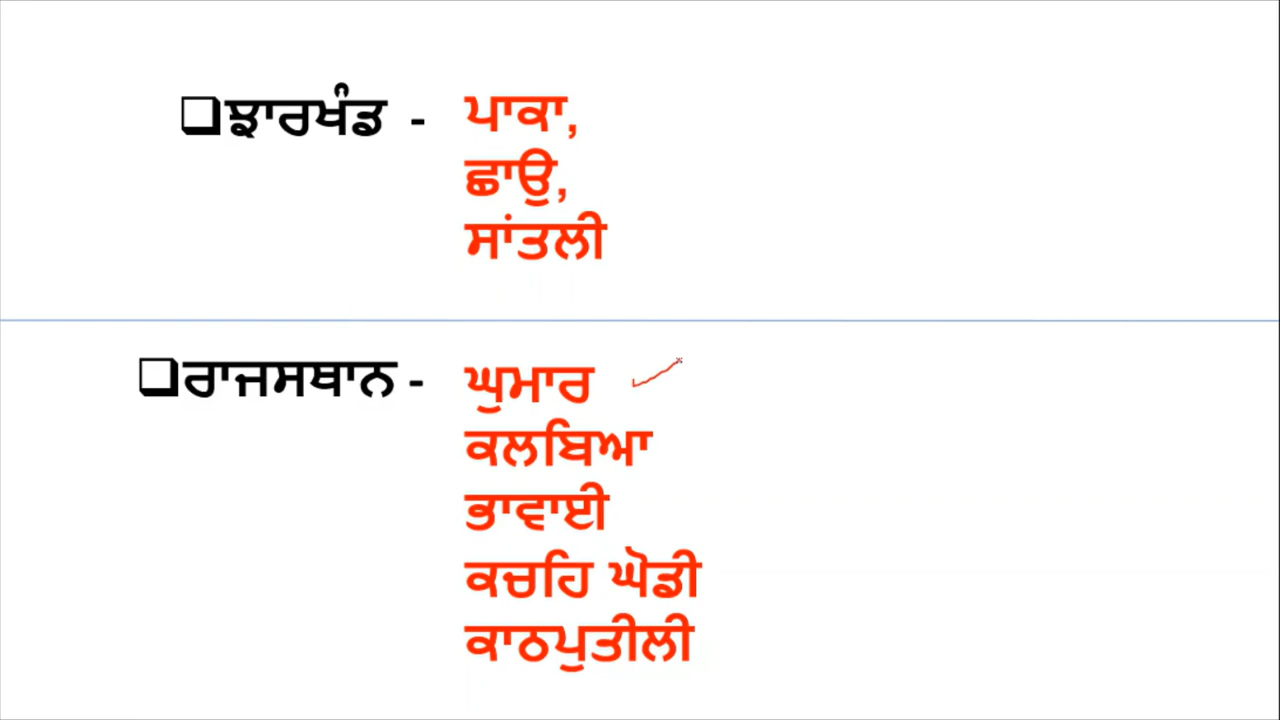 ❑ਝਾਰਖੰਡ - ਪਾਕਾ,
ਛਾਉ,
ਸਾਂਤਲੀ
❑ਰਾਜਸਥਾਨ - ਘੁਮਾਰ
ਕਲਬਿਆ
ਭਾਵਾਈ
ਕਚਹਿ ਘੋਡੀ
ਕਾਠਪੁਤੀਲੀ